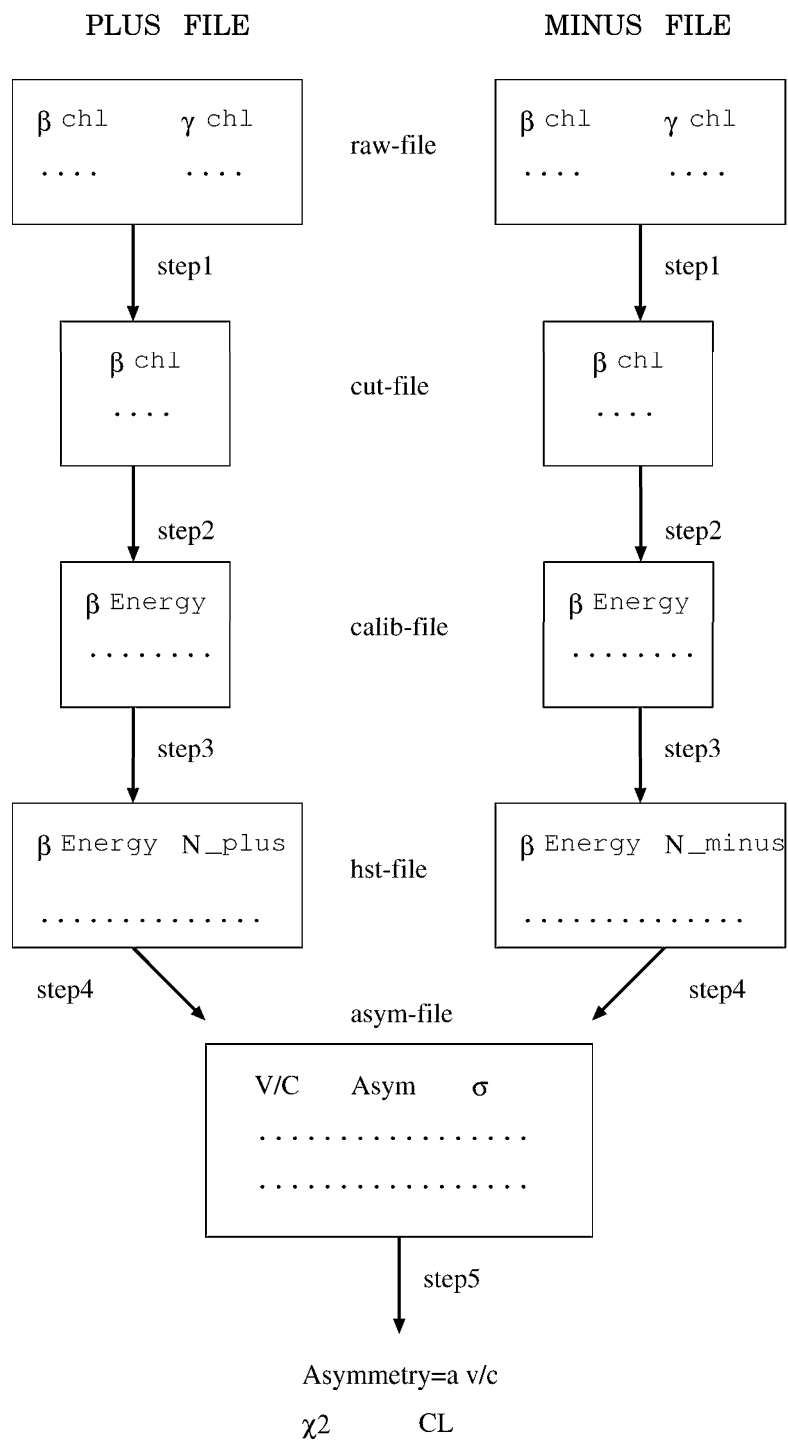 PLUS FILE MINUS FILE
β chl γ chl raw-file β chl γ chl
.... .... .... ....
step1 step1
β chl cut-file β chl
.... ....
step2 step2
β Energy calib-file β Energy
........ ........
step3 step3
β Energy N_plus hst-file β Energy N_minus
.............. ..............
step4 step4
asym-file
V/C Asym σ
.................
.................
step5
Asymmetry=a v/c
χ2 CL